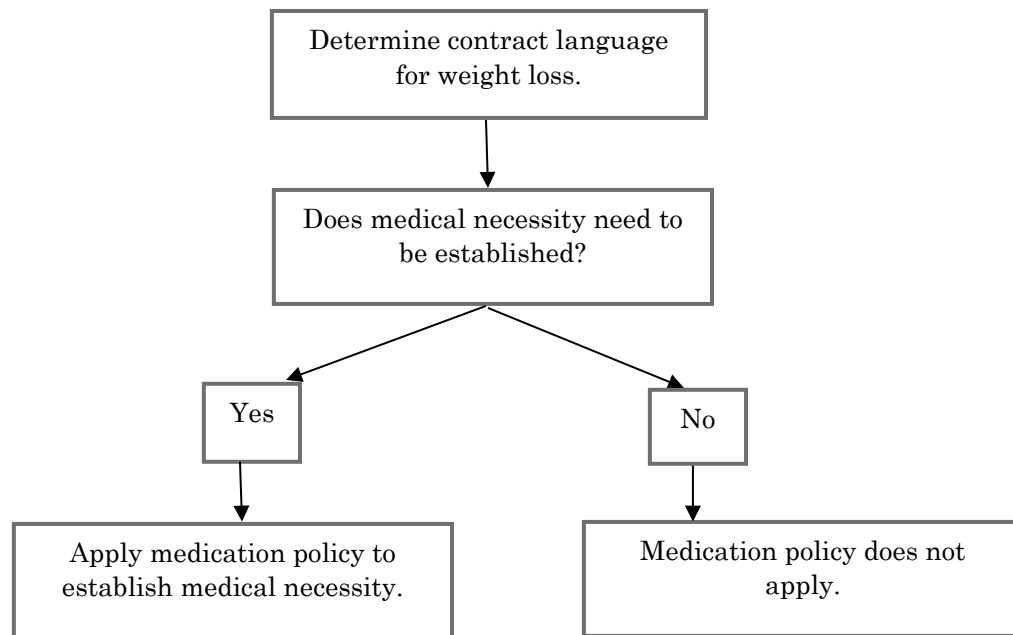 Determine contract language
for weight loss.
Does medical necessity need to
be established?
Yes
No
Apply medication policy to
establish medical necessity.
Medication policy does not
apply.